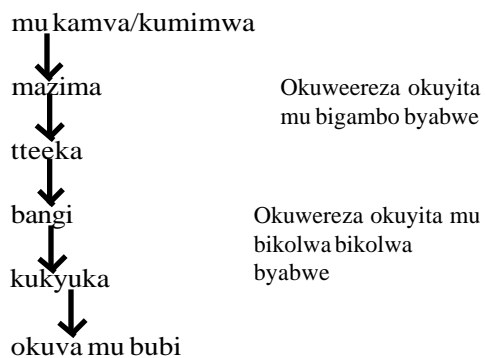 mu kamva/kumimwa
mazima
Okuweereza okuyita
mu bigambo byabwe
tteeka
bangi
Okuwereza okuyita mu
bikolwa bikolwa
byabwe
kukyuka
okuva mu bubi